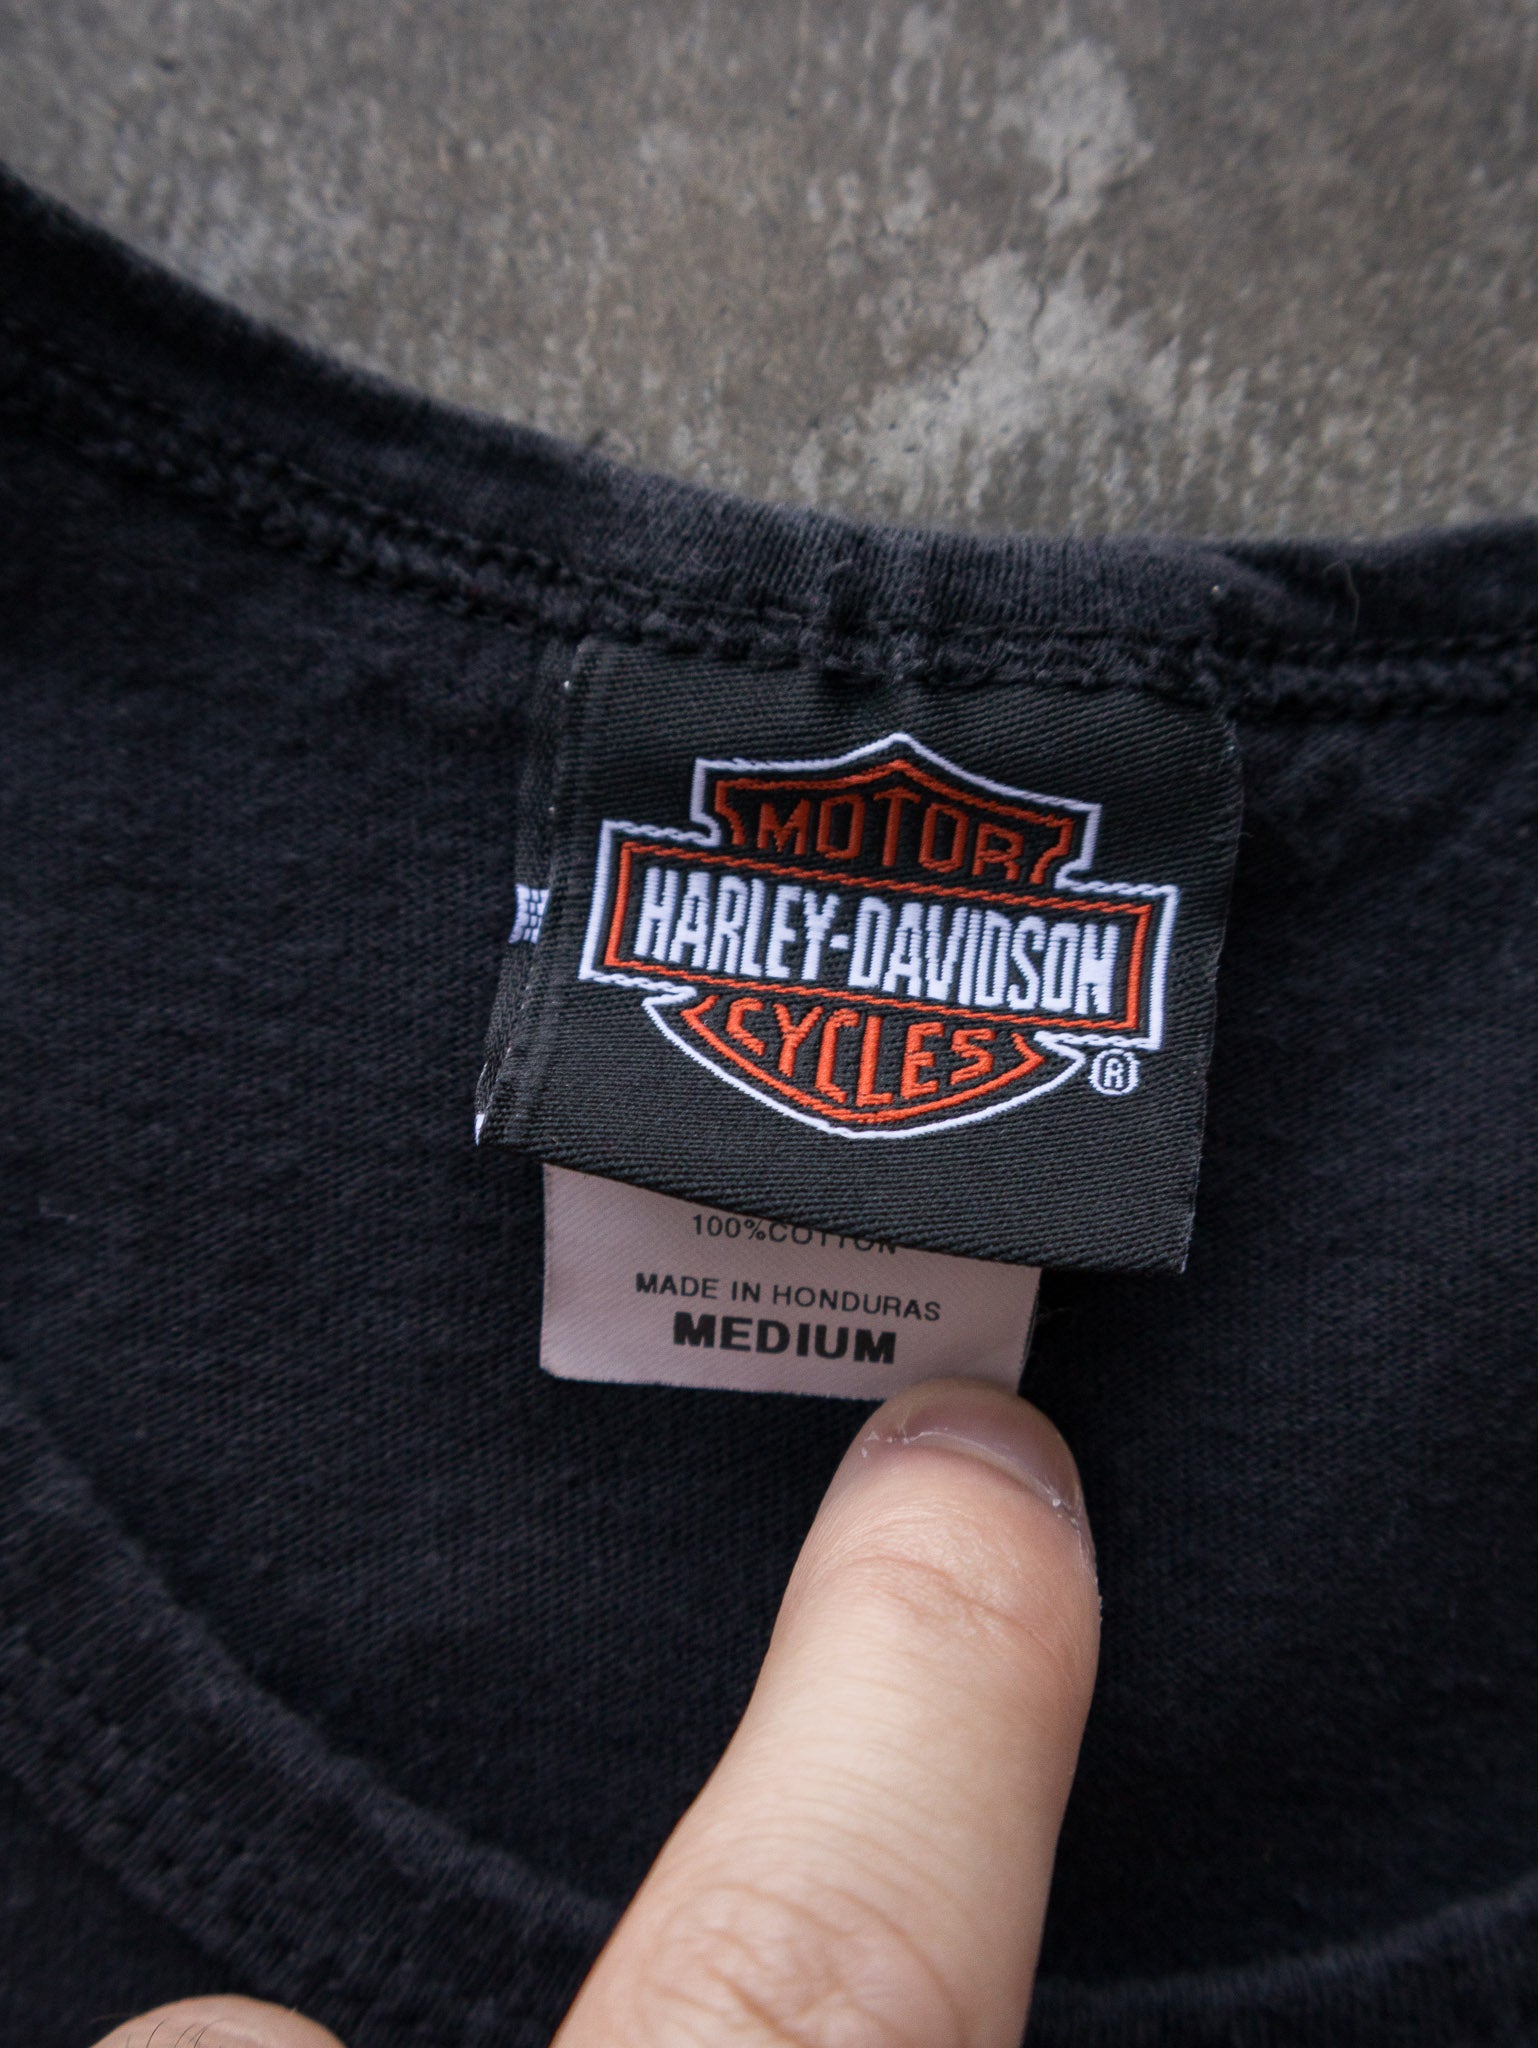 MOTOR
HARLEY-DAVIDSON
CYCLES
®
100%COTTON
MADE IN HONDURAS
MEDIUM